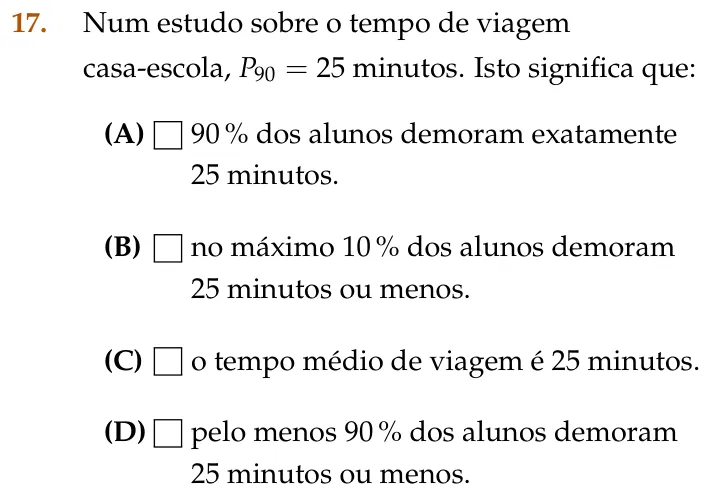 17. Num estudo sobre o tempo de viagem
casa-escola, P90 = 25 minutos. Isto significa que:
(A) □ 90 % dos alunos demoram exatamente
25 minutos.
(B) □ no máximo 10 % dos alunos demoram
25 minutos ou menos.
(C) □ o tempo médio de viagem é 25 minutos.
(D) □ pelo menos 90 % dos alunos demoram
25 minutos ou menos.